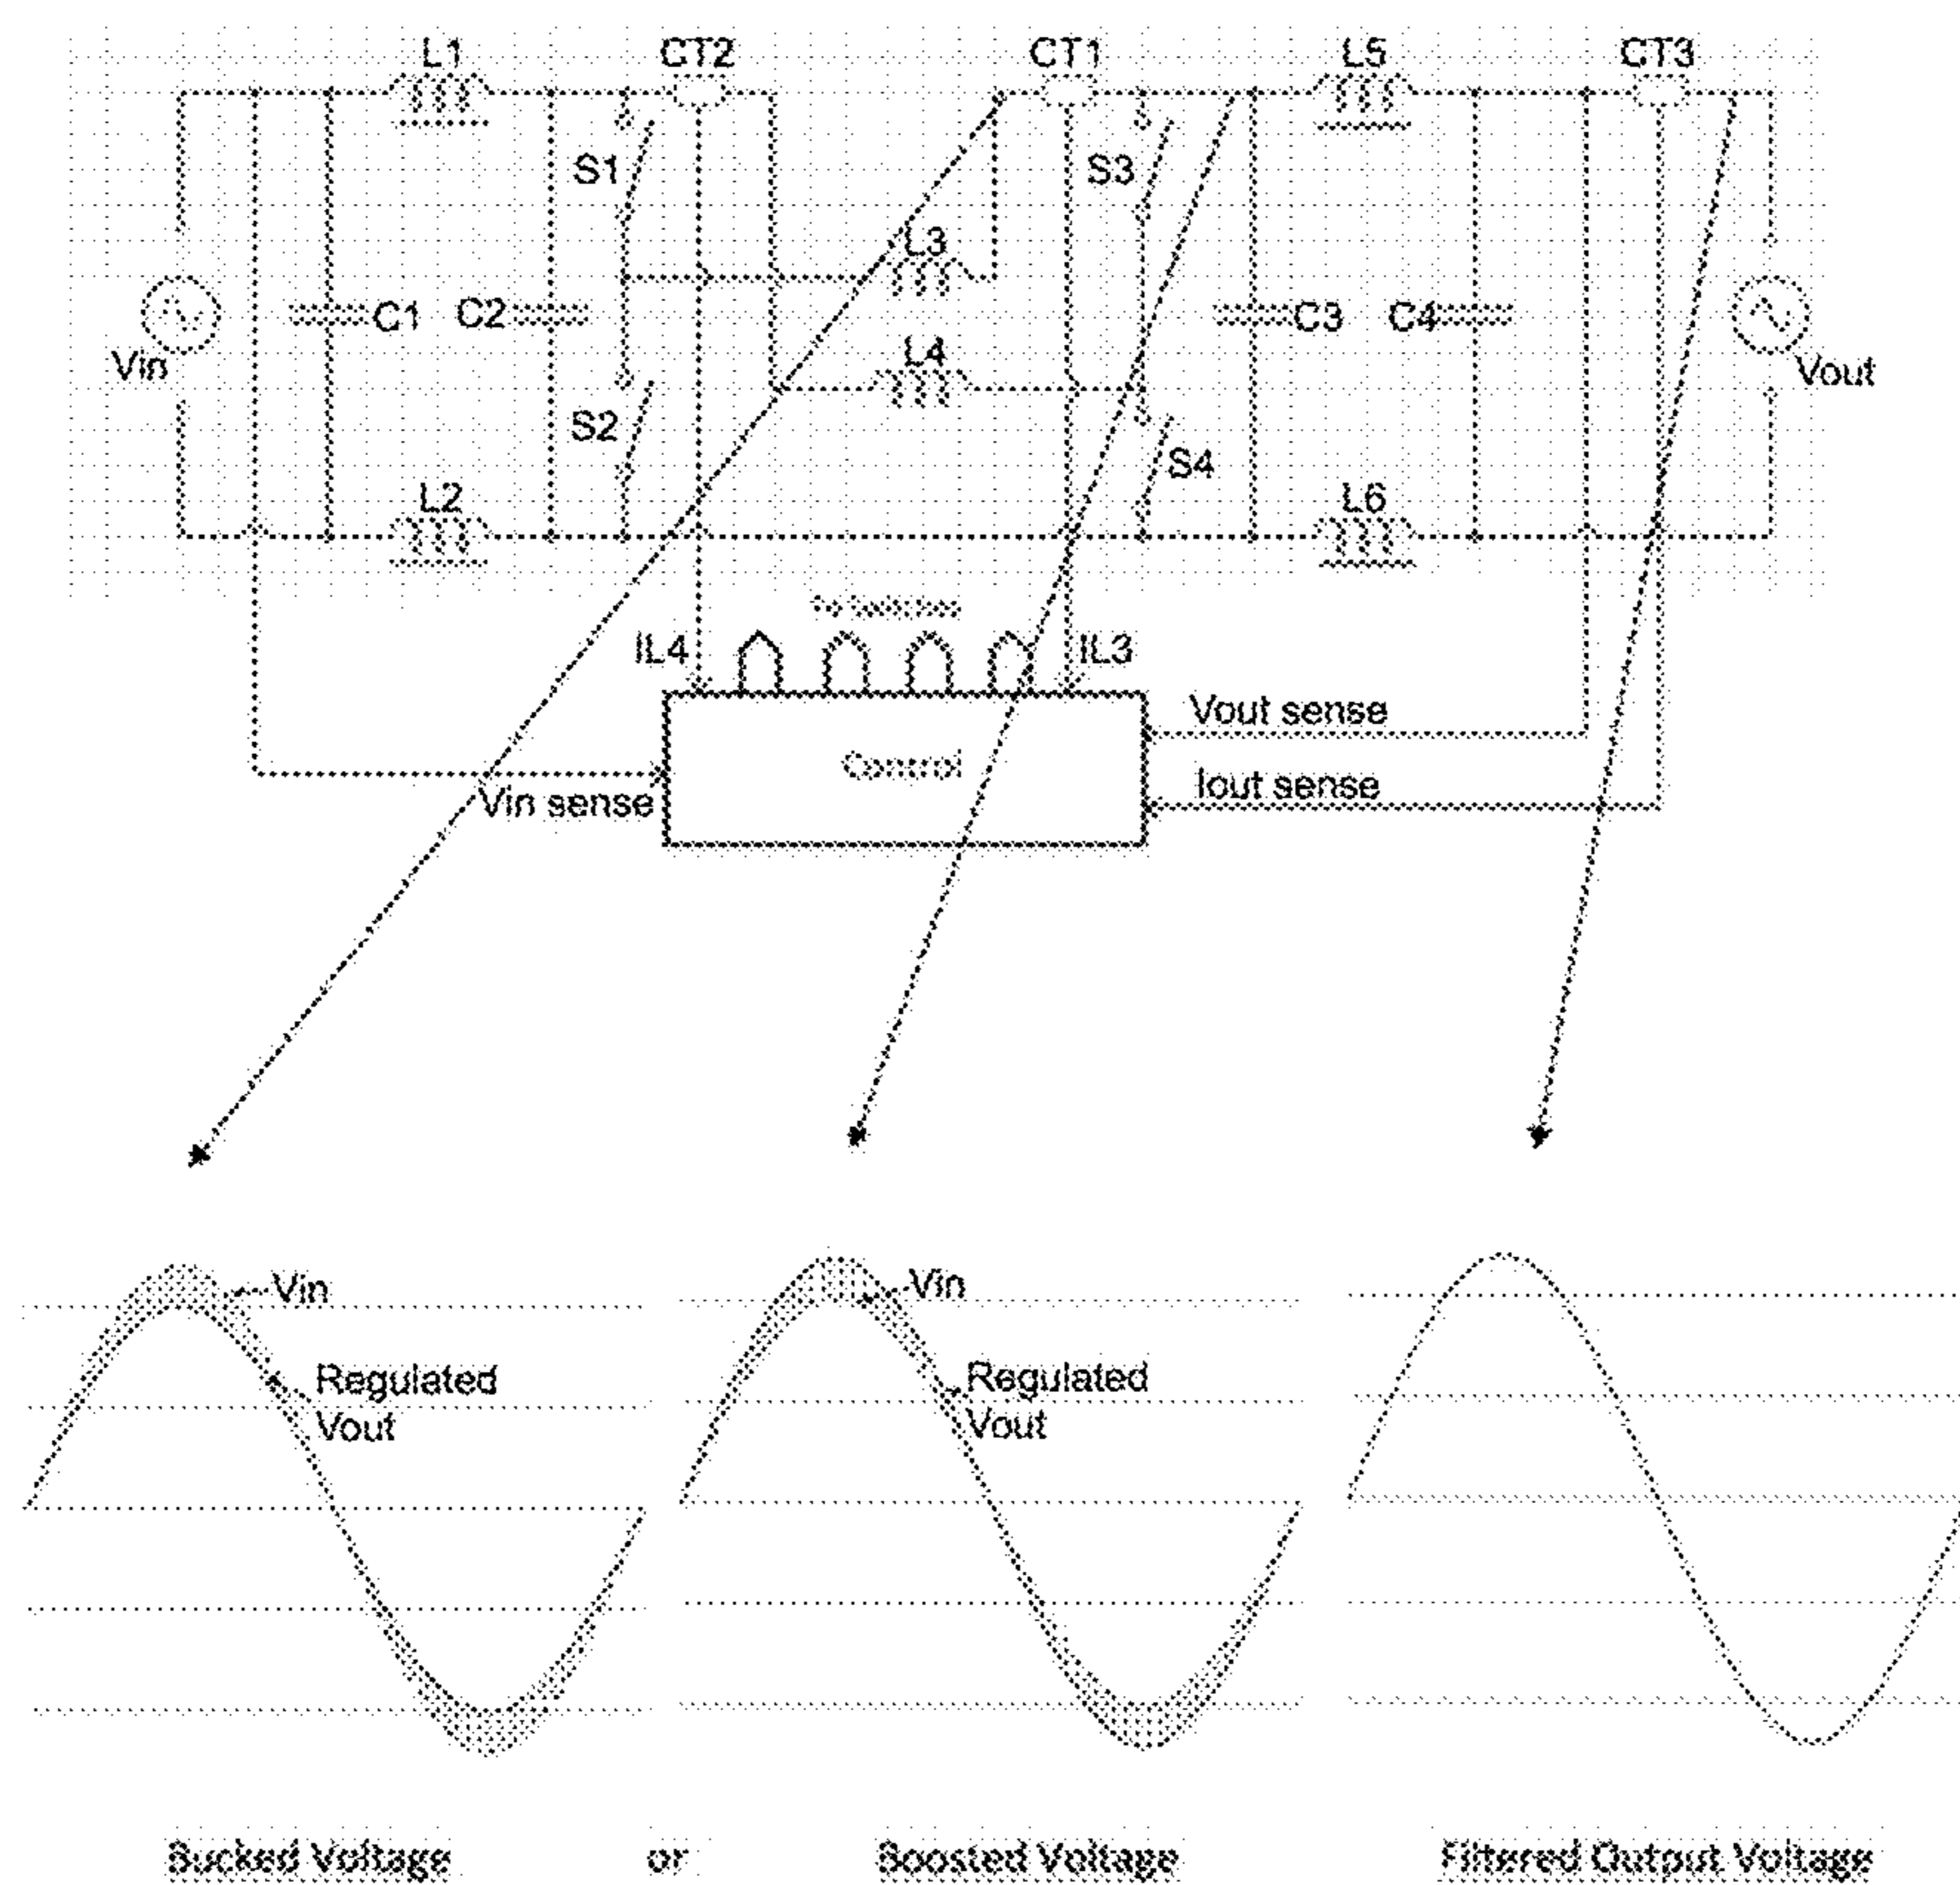 L1 CT2 CT1 L5 CT3
S1 S3
L3
Vin C1 C2 L4 C3 C4 Vout
S2 S4
L2 L6
To Switches
IL4 IL3
Vout sense
Control
Iout sense
Vin sense
Vin Vin
Regulated Regulated
Vout Vout
Bucked Voltage or Boosted Voltage Filtered Output Voltage